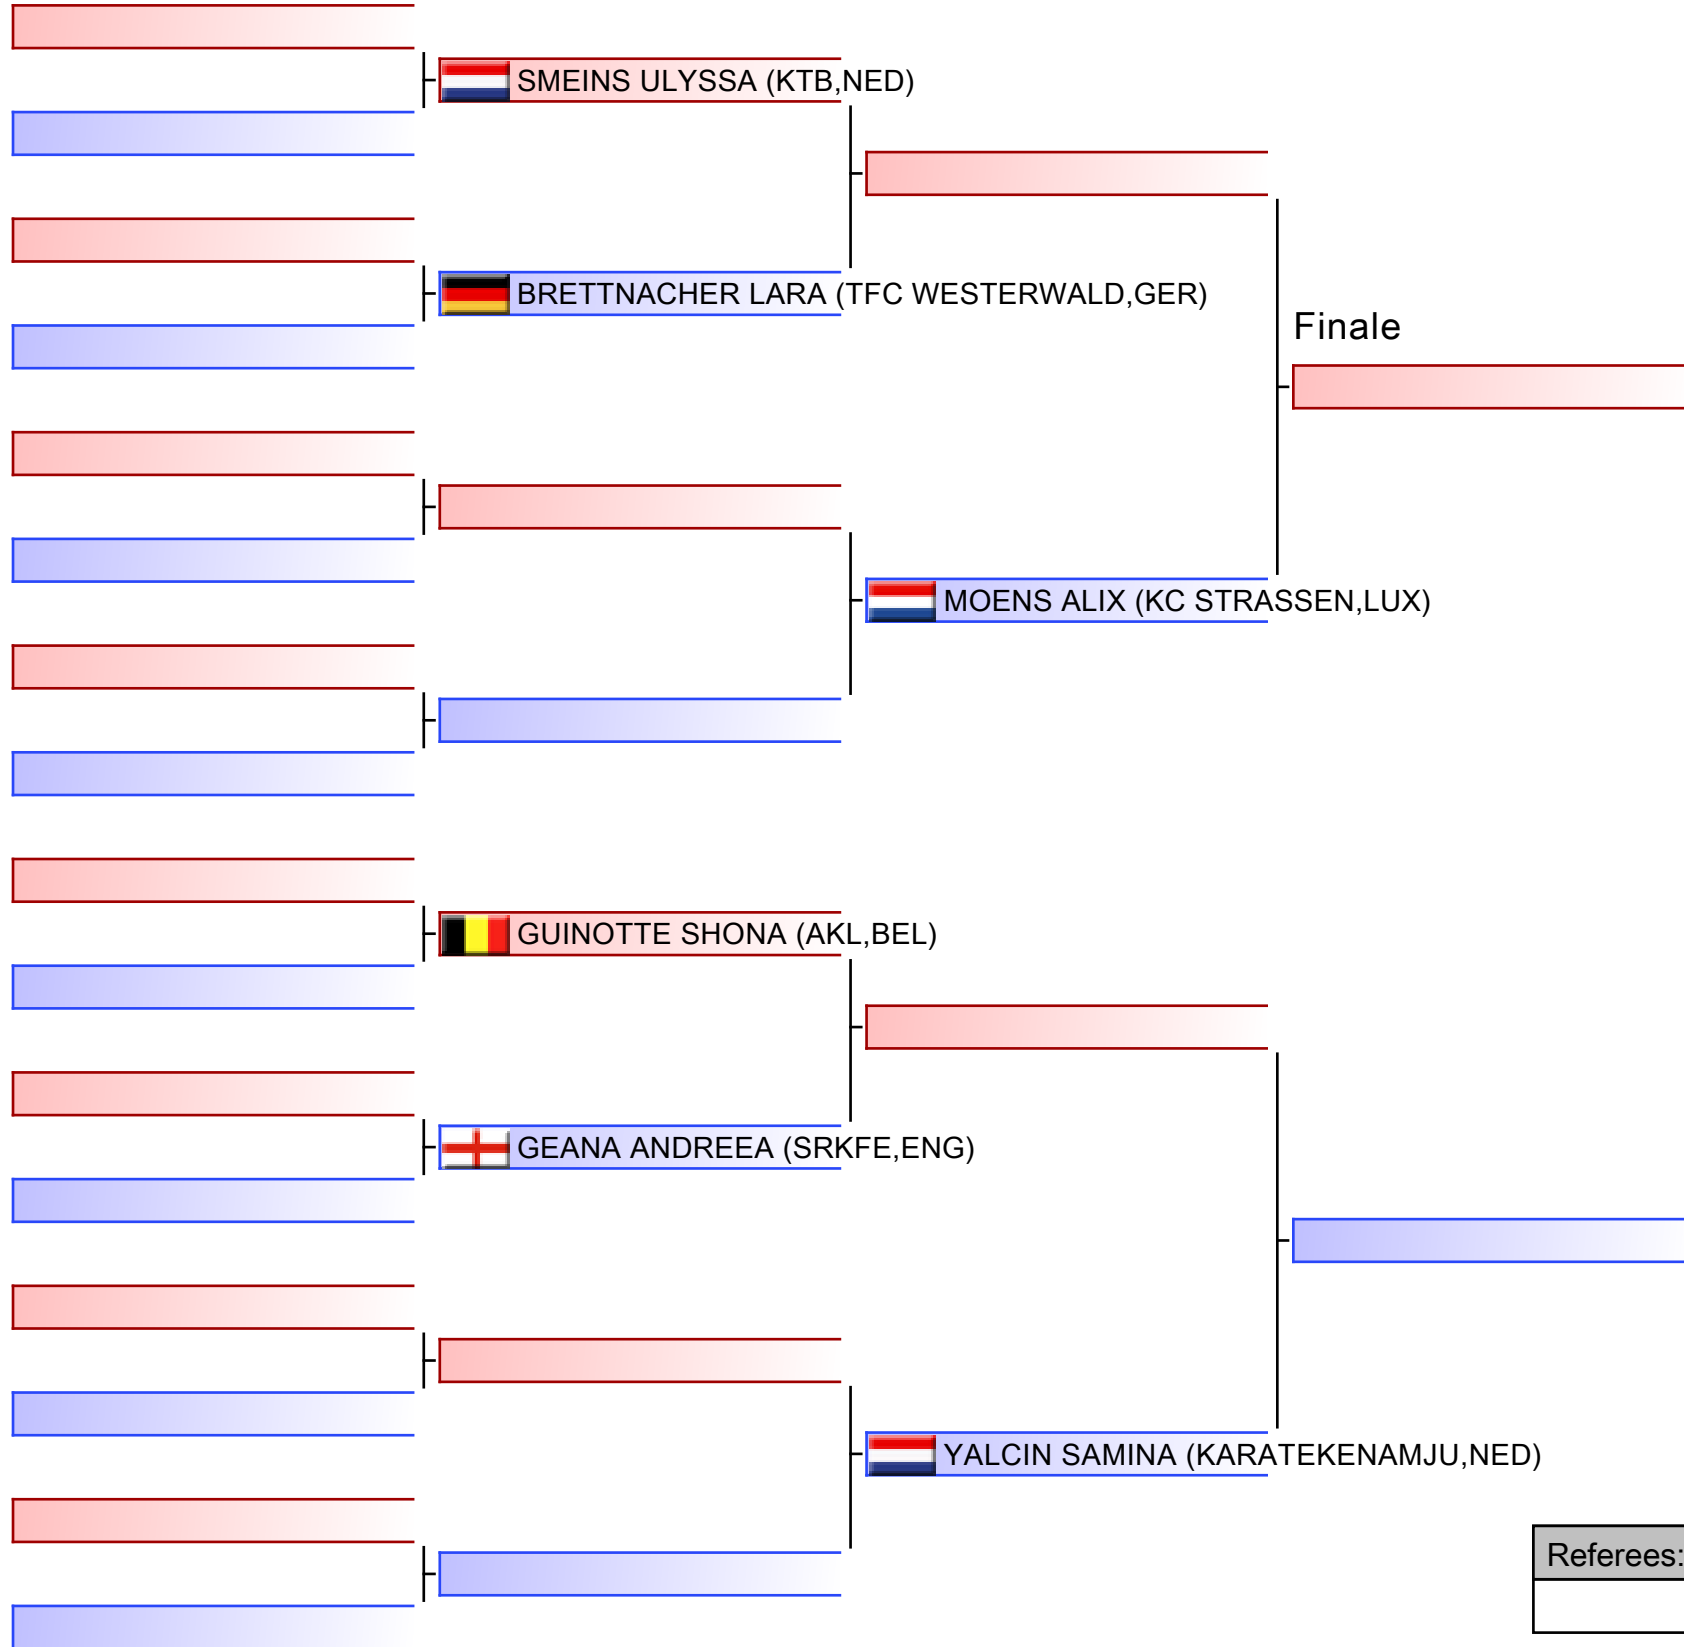 SMEINS ULYSSA (KTB,NED)
BRETTNACHER LARA (TFC WESTERWALD,GER)
Finale
MOENS ALIX (KC STRASSEN,LUX)
GUINOTTE SHONA (AKL,BEL)
GEANA ANDREEA (SRKFE,ENG)
YALCIN SAMINA (KARATEKENAMJU,NED)
Referees: